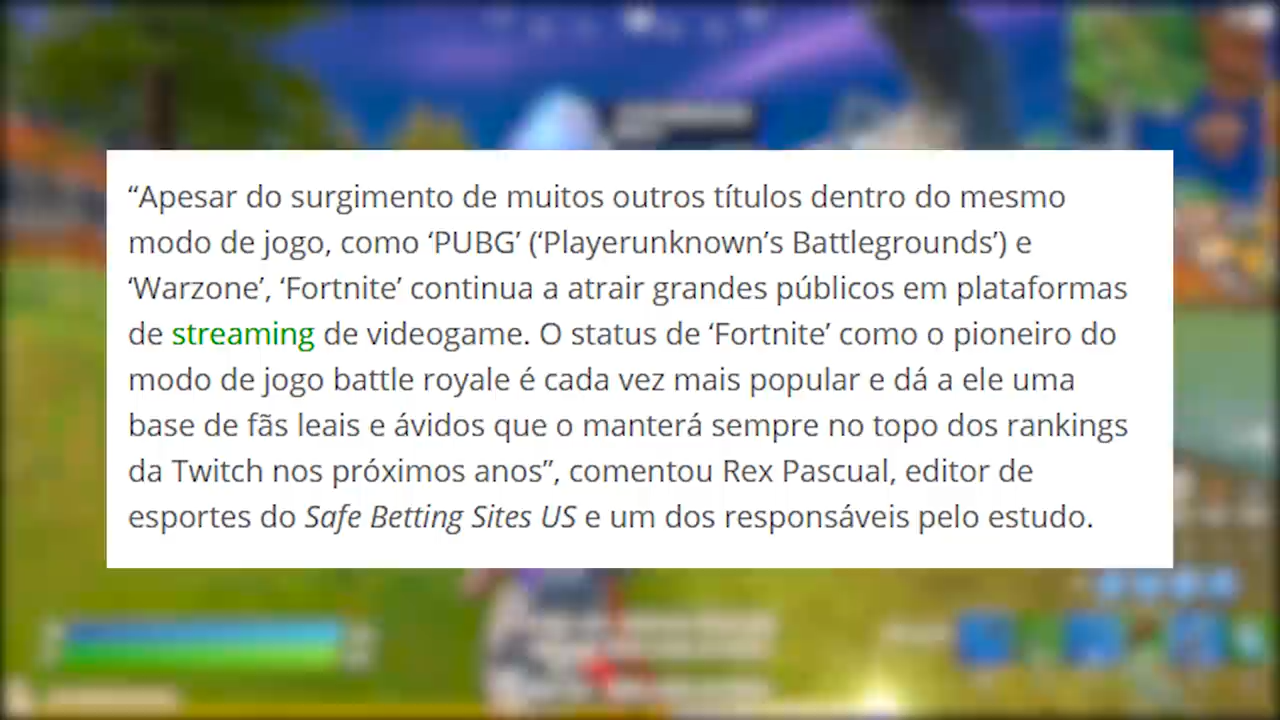 “Apesar do surgimento de muitos outros títulos dentro do mesmo
modo de jogo, como ‘PUBG’ (‘Playerunknown’s Battlegrounds’) e
‘Warzone’, ‘Fortnite’ continua a atrair grandes públicos em plataformas
de streaming de videogame. O status de ‘Fortnite’ como o pioneiro do
modo de jogo battle royale é cada vez mais popular e dá a ele uma
base de fãs leais e ávidos que o manterá sempre no topo dos rankings
da Twitch nos próximos anos”, comentou Rex Pascual, editor de
esportes do Safe Betting Sites US e um dos responsáveis pelo estudo.